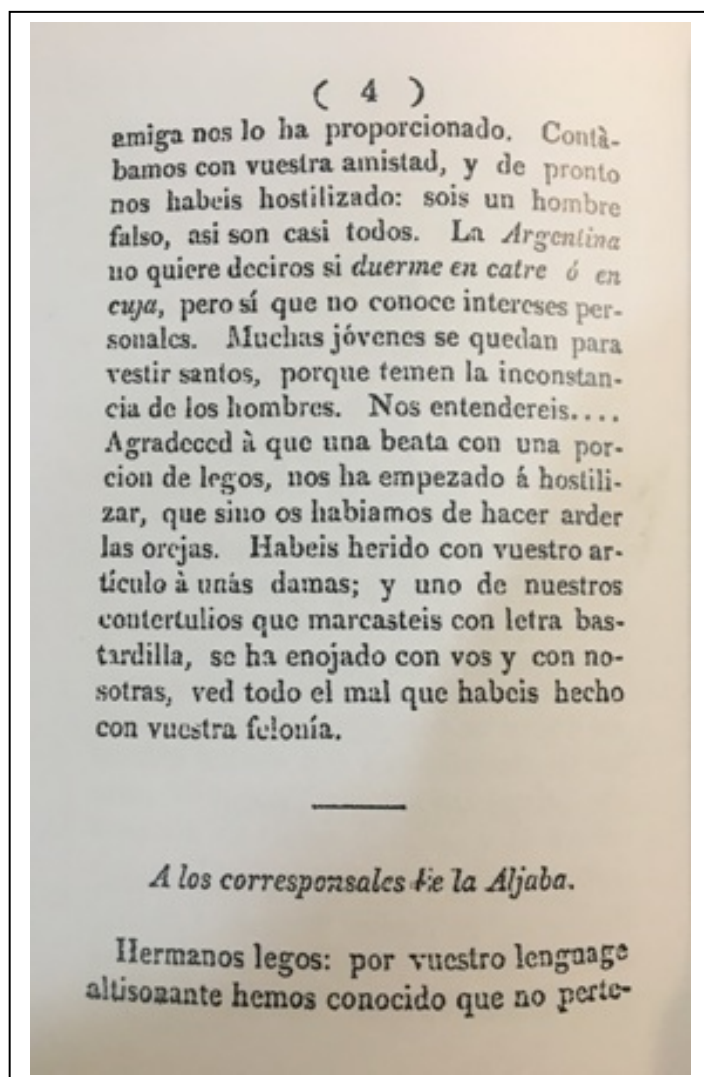 ( 4 )
amiga nos lo ha proporcionado. Contà-
bamos con vuestra amistad, y de pronto
nos habeis hostilizado: sois un hombre
falso, asi son casi todos. La Argentina
no quiere deciros si duerme en catre ó en
cuja, pero sí que no conoce intereses per-
sonales. Muchas jóvenes se quedan para
vestir santos, porque temen la inconstan-
cia de los hombres. Nos entendereis....
Agradeced à que una beata con una por-
cion de legos, nos ha empezado á hostili-
zar, que sino os habiamos de hacer arder
las orejas. Habeis herido con vuestro ar-
tículo à unás damas; y uno de nuestros
contertulios que marcasteis con letra bas-
tardilla, se ha enojado con vos y con no-
sotras, ved todo el mal que habeis hecho
con vuestra felonía.
A los corresponsales de la Aljaba.
Hermanos legos: por vuestro lenguage
altisonante hemos conocido que no perte-